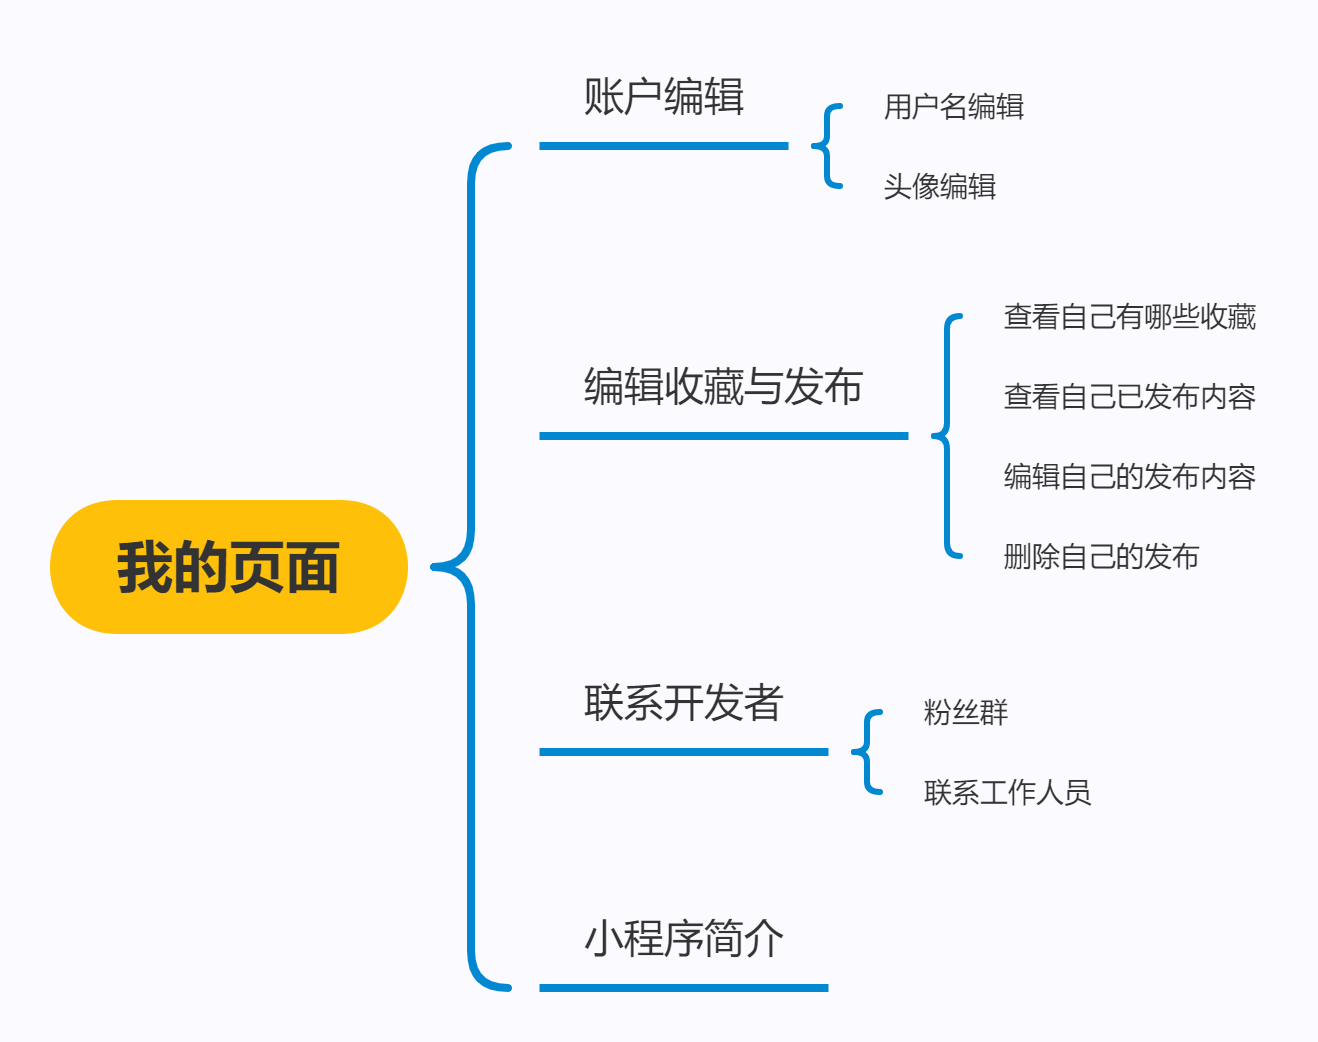 我的页面
账户编辑
用户名编辑
头像编辑
编辑收藏与发布
查看自己有哪些收藏
查看自己已发布内容
编辑自己的发布内容
删除自己的发布
联系开发者
粉丝群
联系工作人员
小程序简介